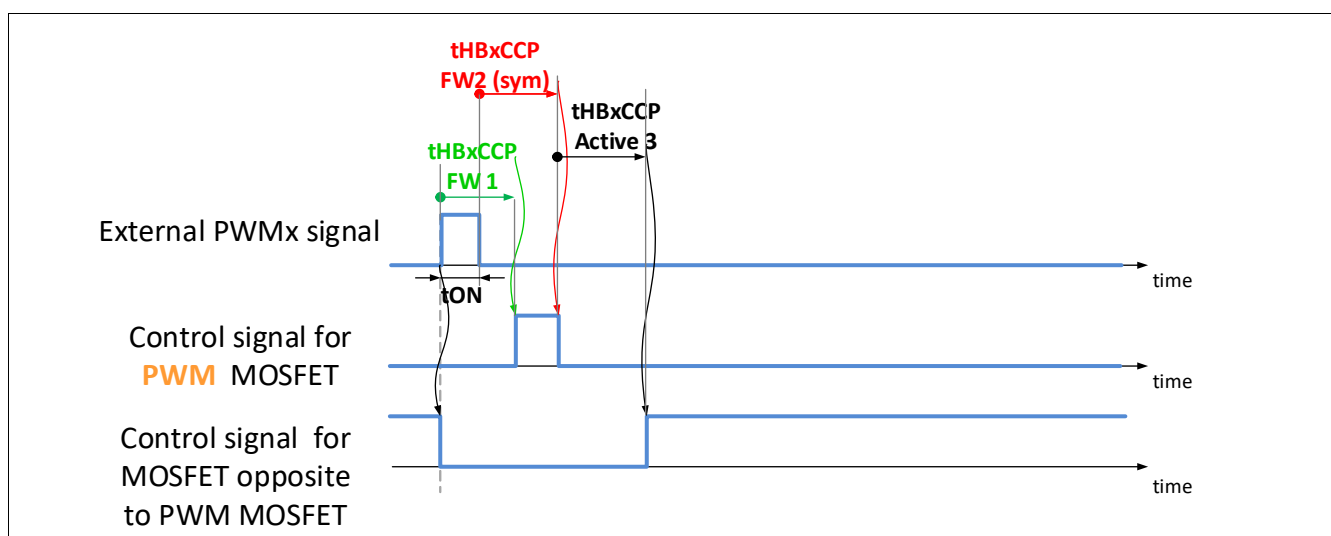 tHBxCCP
FW2 (sym)
tHBxCCP
Active 3
tHBxCCP
FW 1
External PWMx signal
time
tON
Control signal for
PWM MOSFET
time
Control signal for
MOSFET opposite
to PWM MOSFET
time